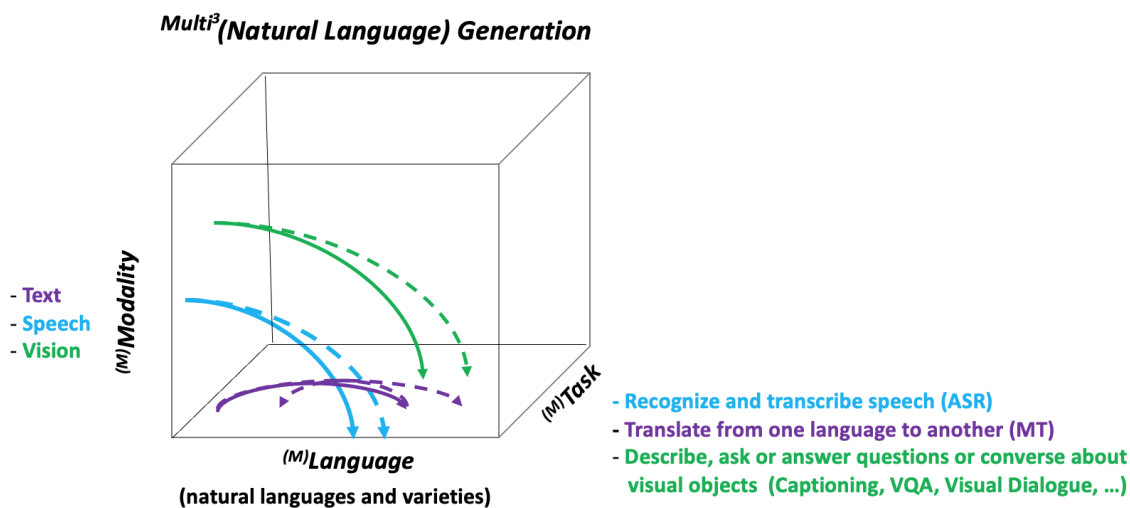 Multi³(Natural Language) Generation
(M)Modality
- Text
- Speech
- Vision
(M)Task
(M)Language
(natural languages and varieties)
- Recognize and transcribe speech (ASR)
- Translate from one language to another (MT)
- Describe, ask or answer questions or converse about
visual objects (Captioning, VQA, Visual Dialogue, ...)